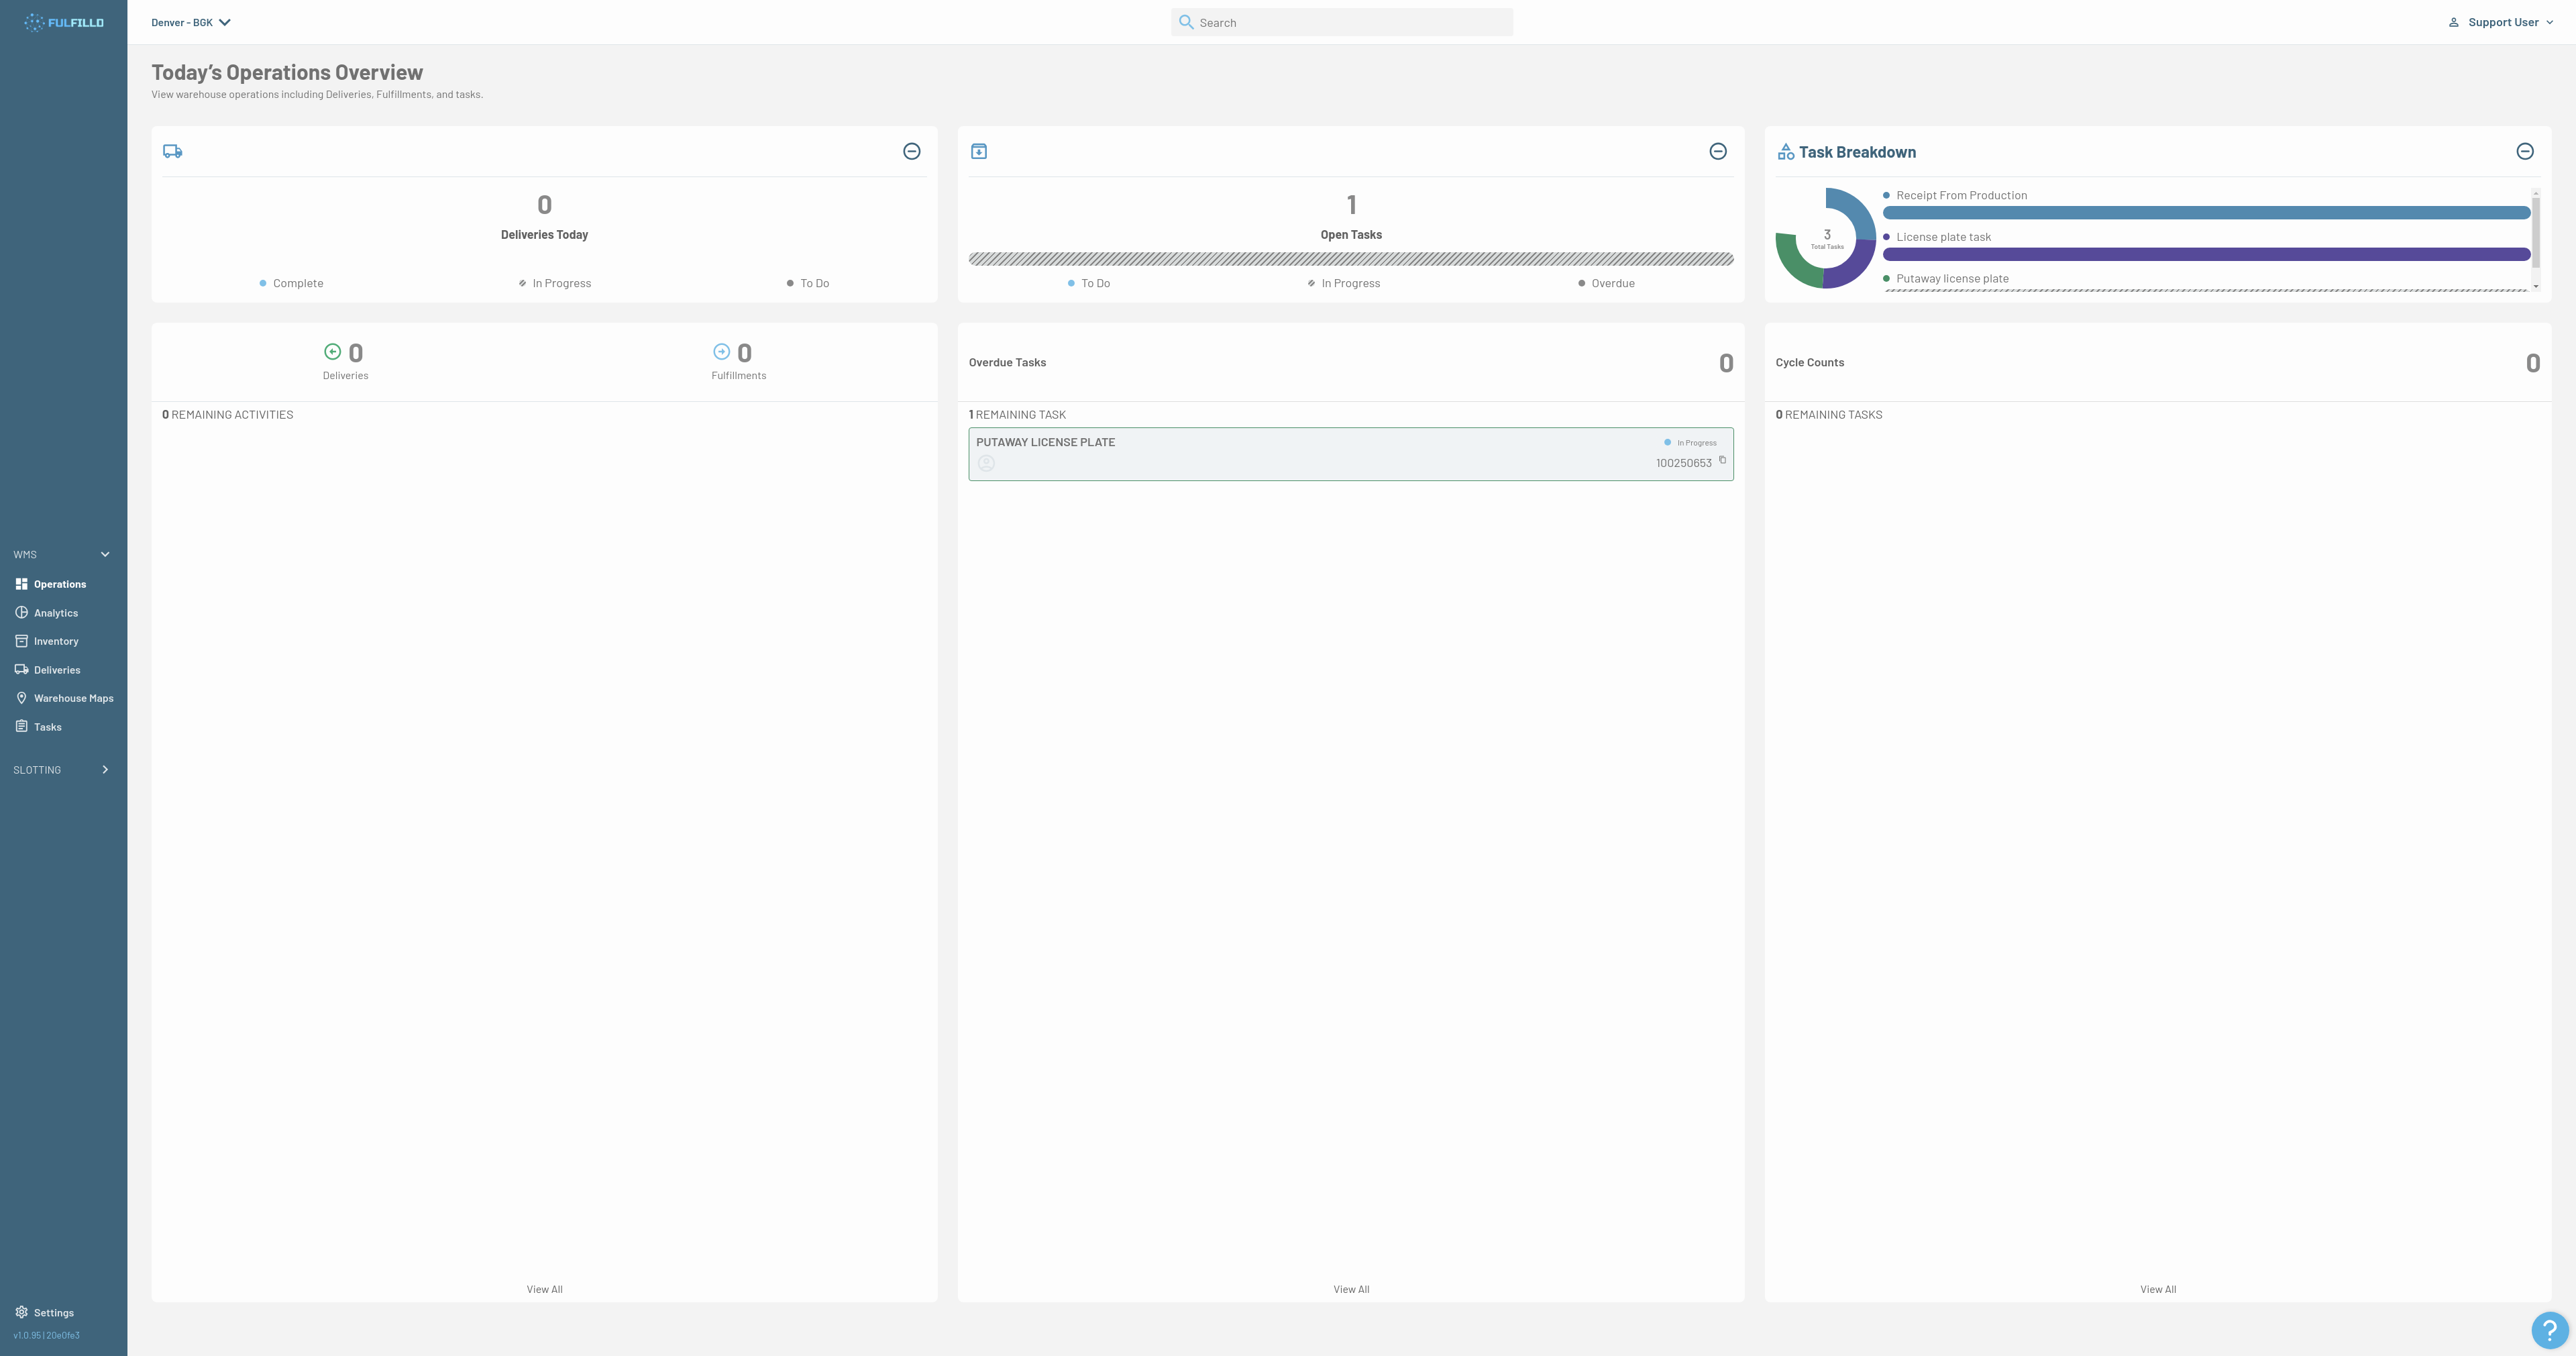 FULFILLD
Denver - BGK
Search
Support User
Today's Operations Overview
View warehouse operations including Deliveries, Fulfillments, and tasks.
0
Deliveries Today
Complete
In Progress
To Do
1
Open Tasks
To Do
In Progress
Overdue
Task Breakdown
3
Total Tasks
Receipt From Production
License plate task
Putaway license plate
0
Deliveries
0
Fulfillments
0 REMAINING ACTIVITIES
View All
Overdue Tasks
0
1 REMAINING TASK
PUTAWAY LICENSE PLATE
In Progress
100250653
View All
Cycle Counts
0
0 REMAINING TASKS
View All
WMS
Operations
Analytics
Inventory
Deliveries
Warehouse Maps
Tasks
SLOTTING
Settings
v1.0.95 | 20e0fe3
?